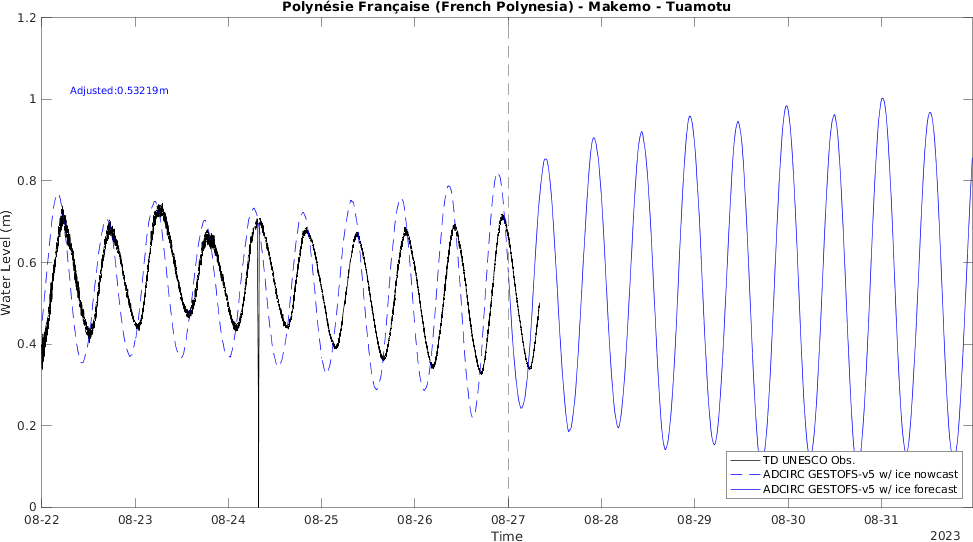 Polynésie Française (French Polynesia) - Makemo - Tuamotu
1.2
1
0.8
0.6
0.4
0.2
0
Water Level (m)
Adjusted:0.53219m
TD UNESCO Obs.
ADCIRC GESTOFS-v5 w/ ice nowcast
ADCIRC GESTOFS-v5 w/ ice forecast
08-22 08-23 08-24 08-25 08-26 08-27 08-28 08-29 08-30 08-31
Time
2023